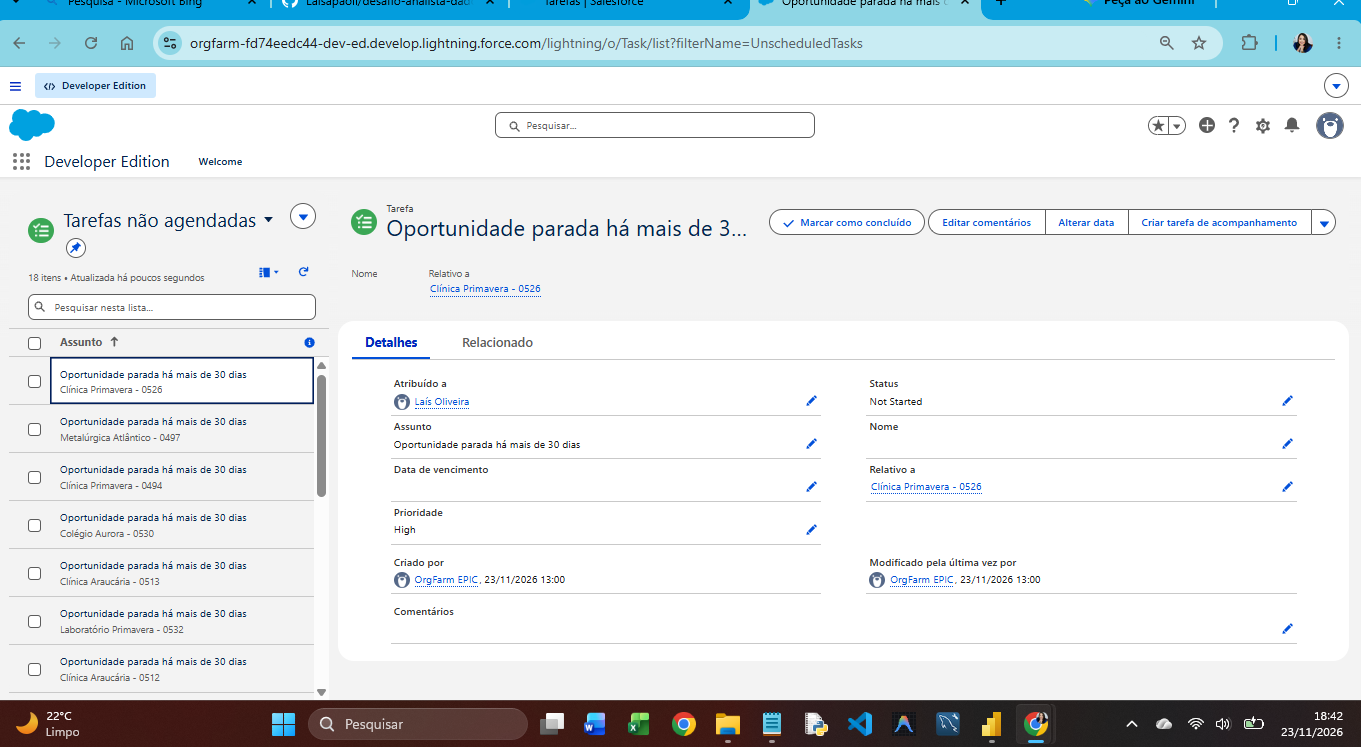 Pesquisa - Microsoft Bing
Laisapaoli/desafio-analista-dad
Tarefas | Salesforce
Oportunidade parada há mais
Peça ao Gemini
orgfarm-fd74eedc44-dev-ed.develop.lightning.force.com/lightning/o/Task/list?filterName=UnscheduledTasks
Developer Edition
Pesquisar...
Developer Edition
Welcome
Tarefas não agendadas
18 itens • Atualizada há poucos segundos
Pesquisar nesta lista...
Assunto
Oportunidade parada há mais de 30 dias
Clínica Primavera - 0526
Oportunidade parada há mais de 30 dias
Metalúrgica Atlântico - 0497
Oportunidade parada há mais de 30 dias
Clínica Primavera - 0494
Oportunidade parada há mais de 30 dias
Colégio Aurora - 0530
Oportunidade parada há mais de 30 dias
Clínica Araucária - 0513
Oportunidade parada há mais de 30 dias
Laboratório Primavera - 0532
Oportunidade parada há mais de 30 dias
Clínica Araucária - 0512
Tarefa
Oportunidade parada há mais de 3...
Marcar como concluído
Editar comentários
Alterar data
Criar tarefa de acompanhamento
Nome
Relativo a
Clínica Primavera - 0526
Detalhes
Relacionado
Atribuído a
Laís Oliveira
Status
Not Started
Assunto
Oportunidade parada há mais de 30 dias
Nome
Data de vencimento
Relativo a
Clínica Primavera - 0526
Prioridade
High
Criado por
OrgFarm EPIC, 23/11/2026 13:00
Modificado pela última vez por
OrgFarm EPIC, 23/11/2026 13:00
Comentários
22°C
Limpo
Pesquisar
18:42
23/11/2026